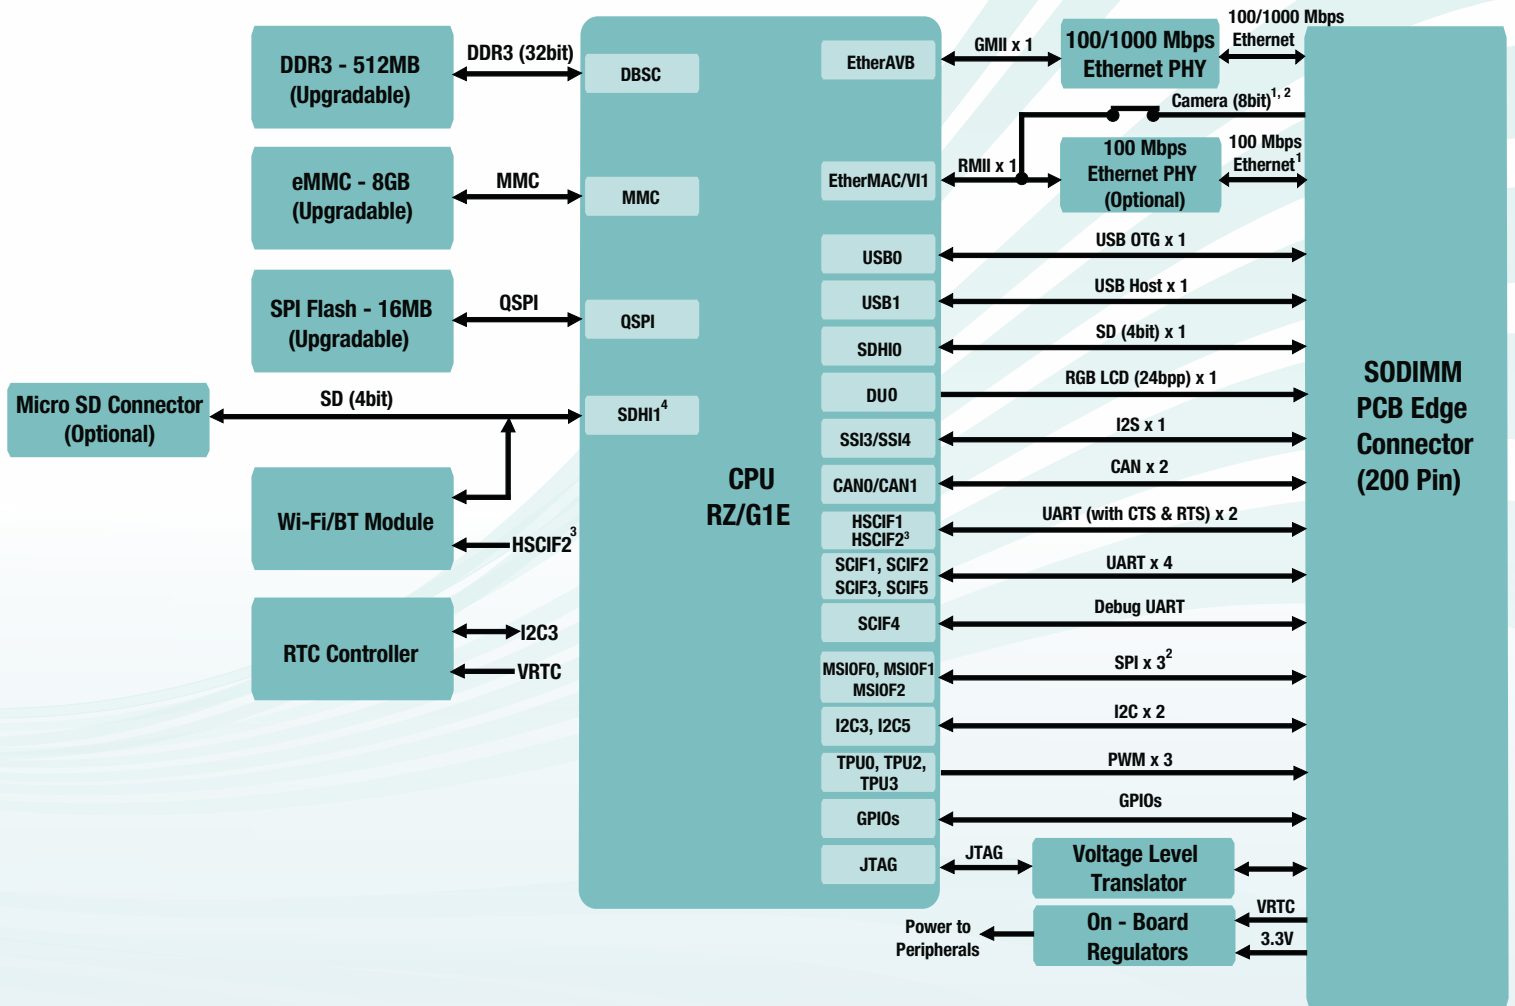 DDR3 - 512MB
(Upgradable)
DDR3 (32bit)
DBSC
eMMC - 8GB
(Upgradable)
MMC
MMC
SPI Flash - 16MB
(Upgradable)
QSPI
QSPI
Micro SD Connector
(Optional)
SD (4bit)
SDHI1⁴
Wi-Fi/BT Module
HSCIF2³
RTC Controller
I2C3
VRTC
CPU
RZ/G1E
EtherAVB
GMII x 1
100/1000 Mbps
Ethernet PHY
100/1000 Mbps
Ethernet
Camera (8bit)¹˒ ²
EtherMAC/VI1
RMII x 1
100 Mbps
Ethernet PHY
(Optional)
100 Mbps
Ethernet¹
USB0
USB OTG x 1
USB1
USB Host x 1
SDHI0
SD (4bit) x 1
DU0
RGB LCD (24bpp) x 1
SSI3/SSI4
I2S x 1
CAN0/CAN1
CAN x 2
HSCIF1
HSCIF2³
UART (with CTS & RTS) x 2
SCIF1, SCIF2
SCIF3, SCIF5
UART x 4
SCIF4
Debug UART
MSIOF0, MSIOF1
MSIOF2
SPI x 3²
I2C3, I2C5
I2C x 2
TPU0, TPU2,
TPU3
PWM x 3
GPIOs
GPIOs
JTAG
JTAG
Voltage Level
Translator
Power to
Peripherals
On - Board
Regulators
VRTC
3.3V
SODIMM
PCB Edge
Connector
(200 Pin)